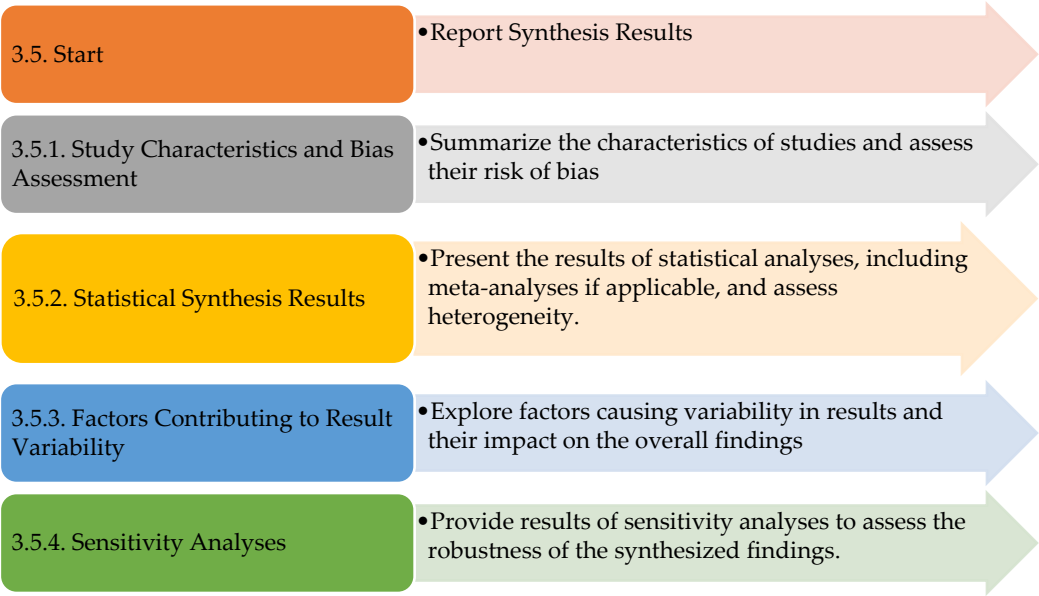 3.5. Start
•Report Synthesis Results
3.5.1. Study Characteristics and Bias
Assessment
•Summarize the characteristics of studies and assess
their risk of bias
3.5.2. Statistical Synthesis Results
•Present the results of statistical analyses, including
meta-analyses if applicable, and assess
heterogeneity.
3.5.3. Factors Contributing to Result
Variability
•Explore factors causing variability in results and
their impact on the overall findings
3.5.4. Sensitivity Analyses
•Provide results of sensitivity analyses to assess the
robustness of the synthesized findings.